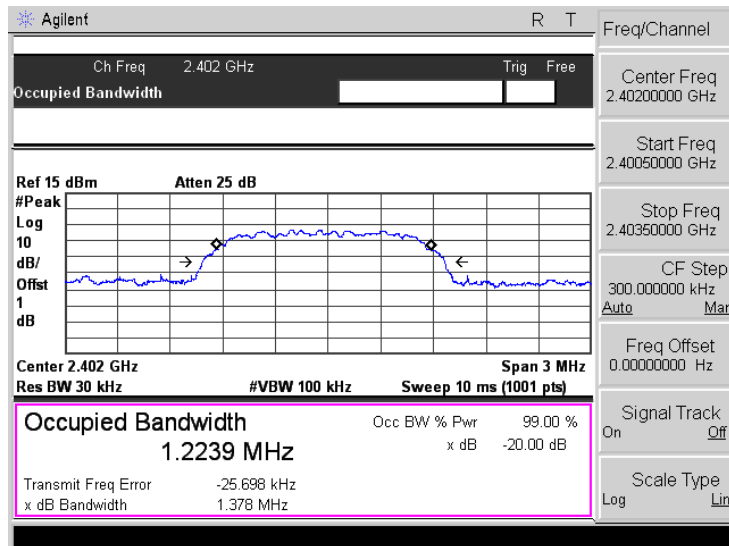 Agilent R T
Ch Freq 2.402 GHz Trig Free
Occupied Bandwidth
Ref 15 dBm Atten 25 dB
#Peak
Log
10
dB/
Offst
1
dB
Center 2.402 GHz Span 3 MHz
Res BW 30 kHz #VBW 100 kHz Sweep 10 ms (1001 pts)
Occupied Bandwidth Occ BW % Pwr 99.00 %
1.2239 MHz x dB -20.00 dB
Transmit Freq Error -25.698 kHz
x dB Bandwidth 1.378 MHz
Freq/Channel
Center Freq
2.40200000 GHz
Start Freq
2.40050000 GHz
Stop Freq
2.40350000 GHz
CF Step
300.000000 kHz
Auto Man
Freq Offset
0.00000000 Hz
Signal Track
On Off
Scale Type
Log Lin